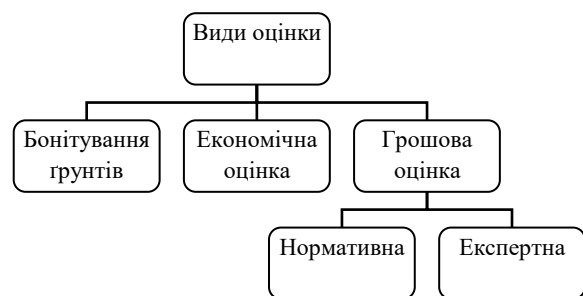 Види оцінки
Бонітування
ґрунтів
Економічна
оцінка
Грошова
оцінка
Нормативна
Експертна